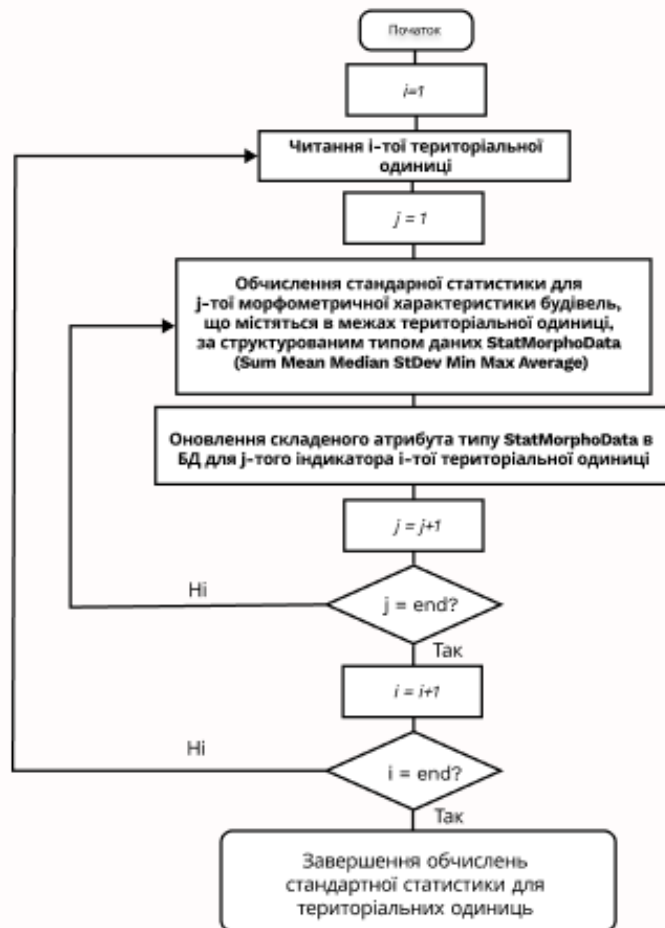 Початок
i=1
Читання i-тої територіальної
одиниці
j = 1
Обчислення стандарної статистики для
j-тої морфометричної характеристики будівель,
що містяться в межах територіальної одиниці,
за структурованим типом даних StatMorphoData
(Sum Mean Median StDev Min Max Average)
Оновлення складеного атрибута типу StatMorphoData в
БД для j-того індикатора i-тої територіальної одиниці
j = j+1
Ні
j = end?
Так
i = i+1
Ні
i = end?
Так
Завершення обчислень
стандартної статистики для
територіальних одиниць